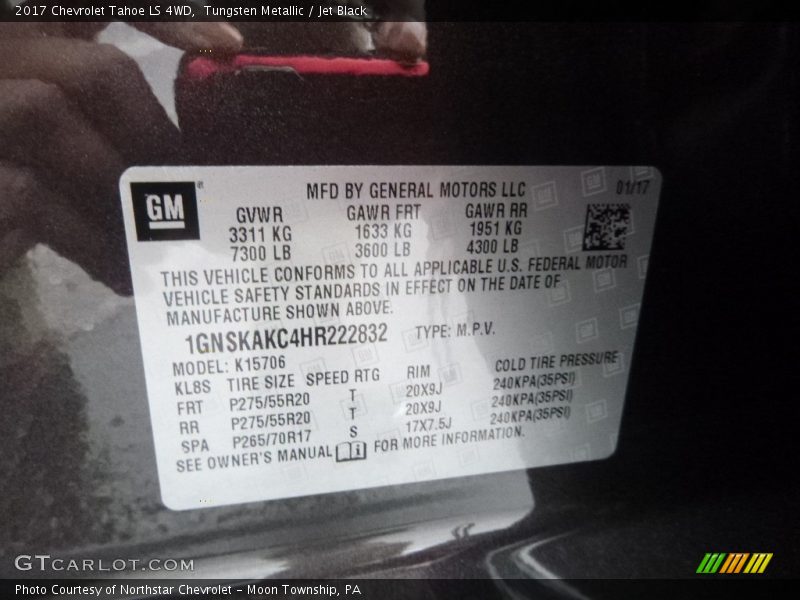 2017 Chevrolet Tahoe LS 4WD, Tungsten Metallic / Jet Black
GM
MFD BY GENERAL MOTORS LLC 01/17
GVWR GAWR FRT GAWR RR
3311 KG 1633 KG 1951 KG
7300 LB 3600 LB 4300 LB
THIS VEHICLE CONFORMS TO ALL APPLICABLE U.S. FEDERAL MOTOR
VEHICLE SAFETY STANDARDS IN EFFECT ON THE DATE OF
MANUFACTURE SHOWN ABOVE.
1GNSKAKC4HR222832 TYPE: M.P.V.
MODEL: K15706
KL8S TIRE SIZE SPEED RTG RIM COLD TIRE PRESSURE
FRT P275/55R20 T 20X9J 240KPA(35PSI)
RR P275/55R20 T 20X9J 240KPA(35PSI)
SPA P265/70R17 S 17X7.5J 240KPA(35PSI)
SEE OWNER'S MANUAL FOR MORE INFORMATION.
GTCARLOT.COM
Photo Courtesy of Northstar Chevrolet - Moon Township, PA